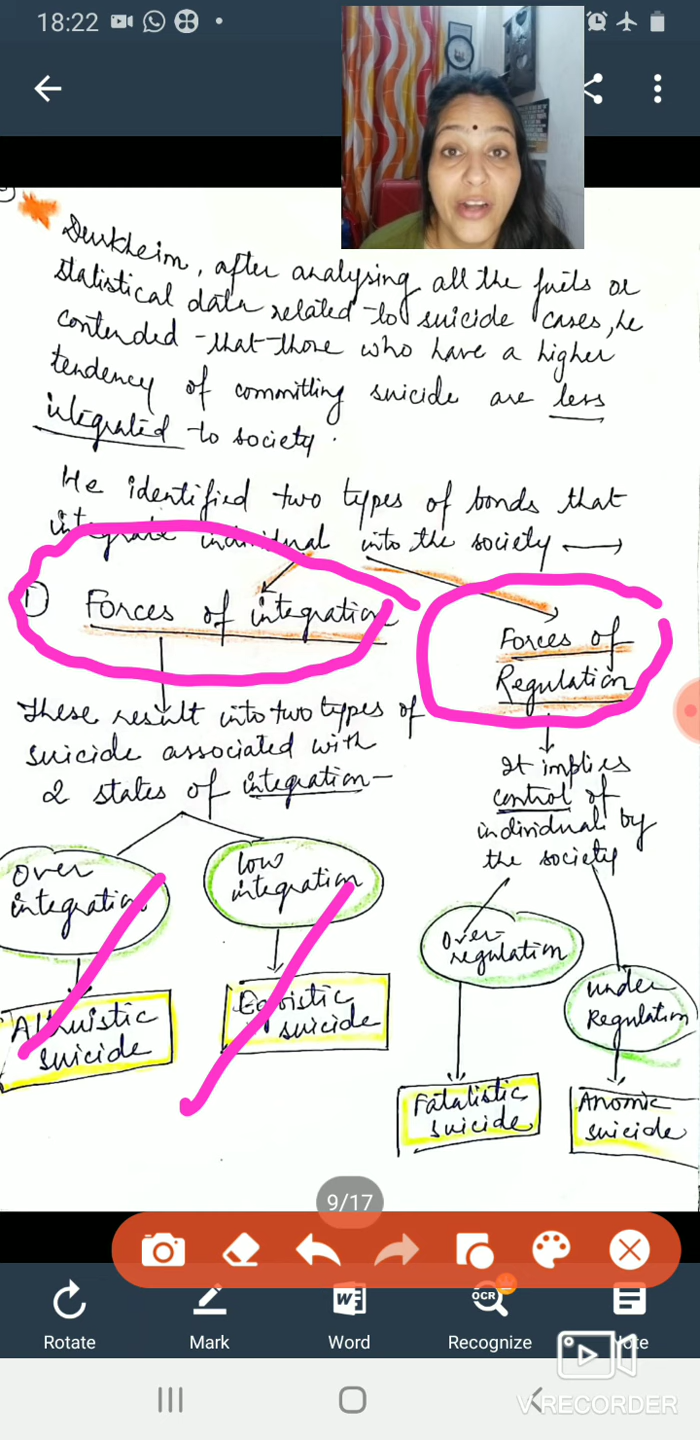 18:22
Durkheim, after analysing all the facts or
statistical data related to suicide cases, he
contended that those who have a higher
tendency of committing suicide are less
integrated to society.
He identified two types of bonds that
integrate individual into the society →
1) Forces of integration
Forces of
Regulation
These result into two types of
suicide associated with
2 states of integration –
It implies
control of
individual by
the society
Over
integration
Low
integration
Over-
regulation
under
Regulation
Altruistic
suicide
Egoistic
suicide
Fatalistic
suicide
Anomic
suicide
9/17
W
OCR
Rotate
Mark
Word
Recognize
V RECORDER